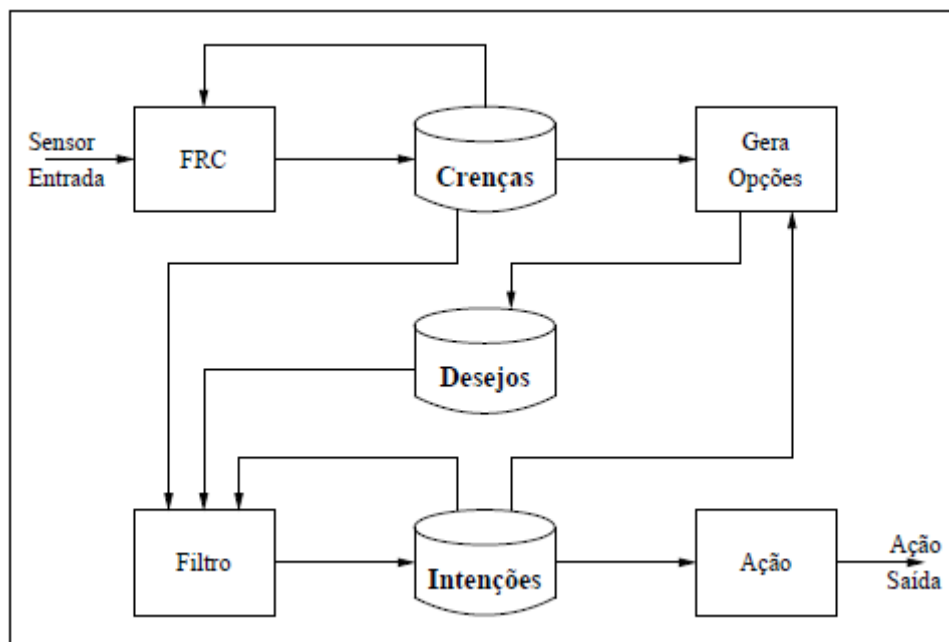 Sensor
Entrada
FRC
Crenças
Gera
Opções
Desejos
Filtro
Intenções
Ação
Ação
Saída